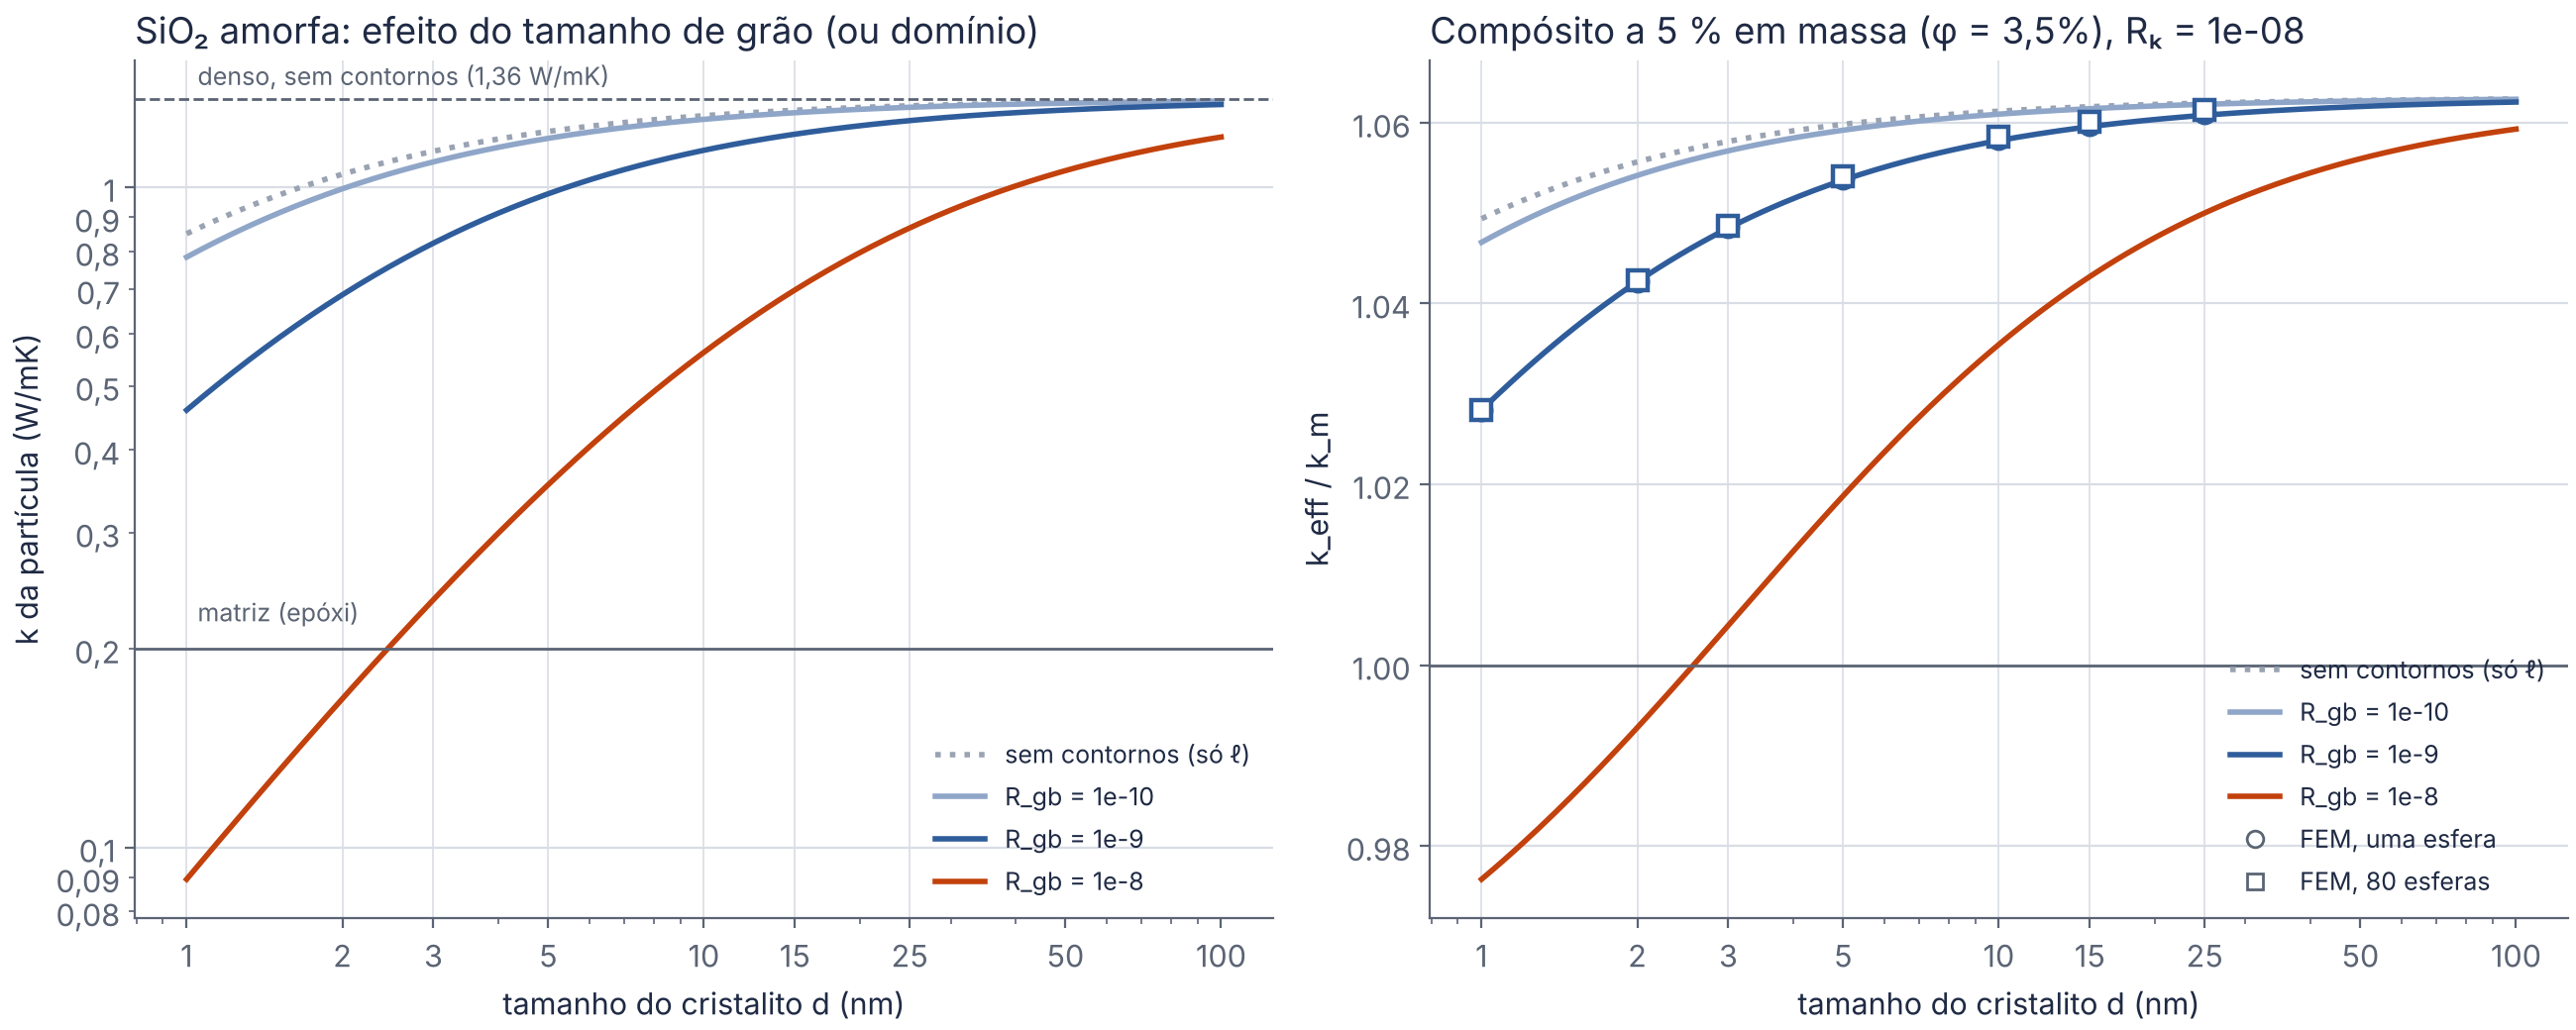 SiO₂ amorfa: efeito do tamanho de grão (ou domínio)
denso, sem contornos (1,36 W/mK)
k da partícula (W/mK)
1
0,9
0,8
0,7
0,6
0,5
0,4
0,3
0,2
0,1
0,09
0,08
matriz (epóxi)
sem contornos (só ℓ)
R_gb = 1e-10
R_gb = 1e-9
R_gb = 1e-8
1 2 3 5 10 15 25 50 100
tamanho do cristalito d (nm)
Compósito a 5 % em massa (φ = 3,5%), Rₖ = 1e-08
k_eff / k_m
1.06
1.04
1.02
1.00
0.98
sem contornos (só ℓ)
R_gb = 1e-10
R_gb = 1e-9
R_gb = 1e-8
FEM, uma esfera
FEM, 80 esferas
1 2 3 5 10 15 25 50 100
tamanho do cristalito d (nm)